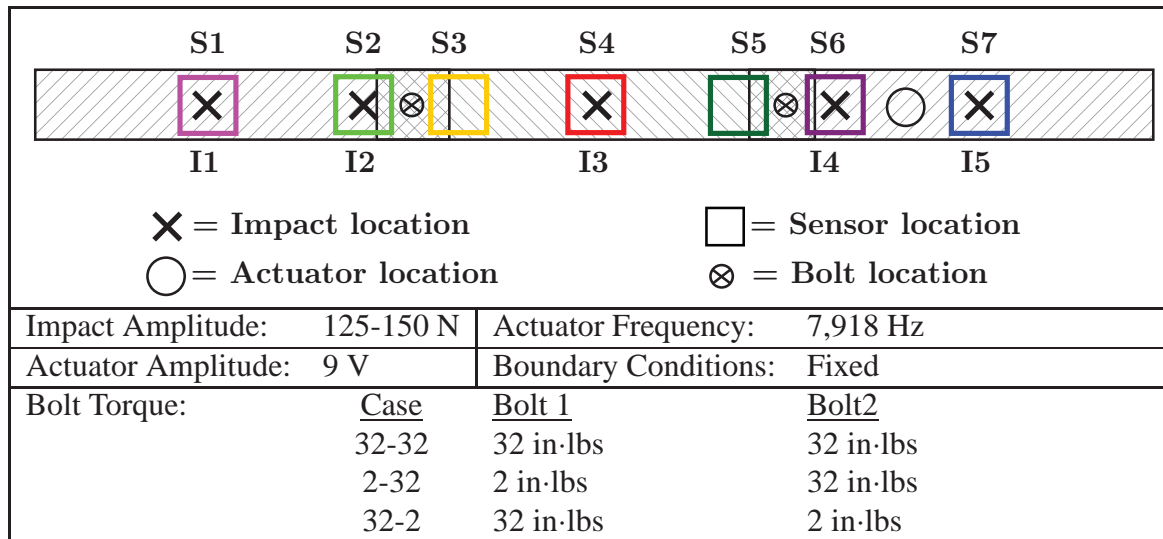 S1 S2 S3 S4 S5 S6 S7
I1 I2 I3 I4 I5
= Impact location = Sensor location
= Actuator location = Bolt location
Impact Amplitude: 125-150 N Actuator Frequency: 7,918 Hz
Actuator Amplitude: 9 V Boundary Conditions: Fixed
Bolt Torque: Case Bolt 1 Bolt2
32-32 32 in·lbs 32 in·lbs
2-32 2 in·lbs 32 in·lbs
32-2 32 in·lbs 2 in·lbs